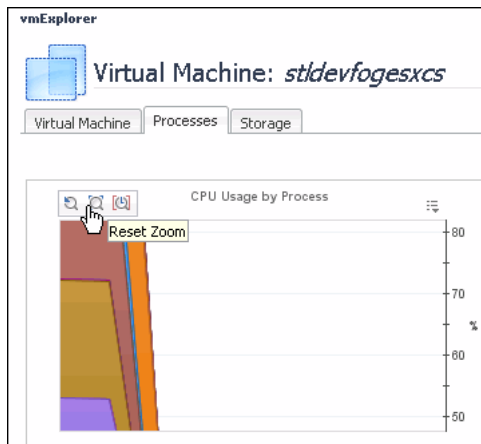 vmExplorer
Virtual Machine: stldevfogesxcs
Virtual Machine Processes Storage
CPU Usage by Process
Reset Zoom
80
70
%
60
50